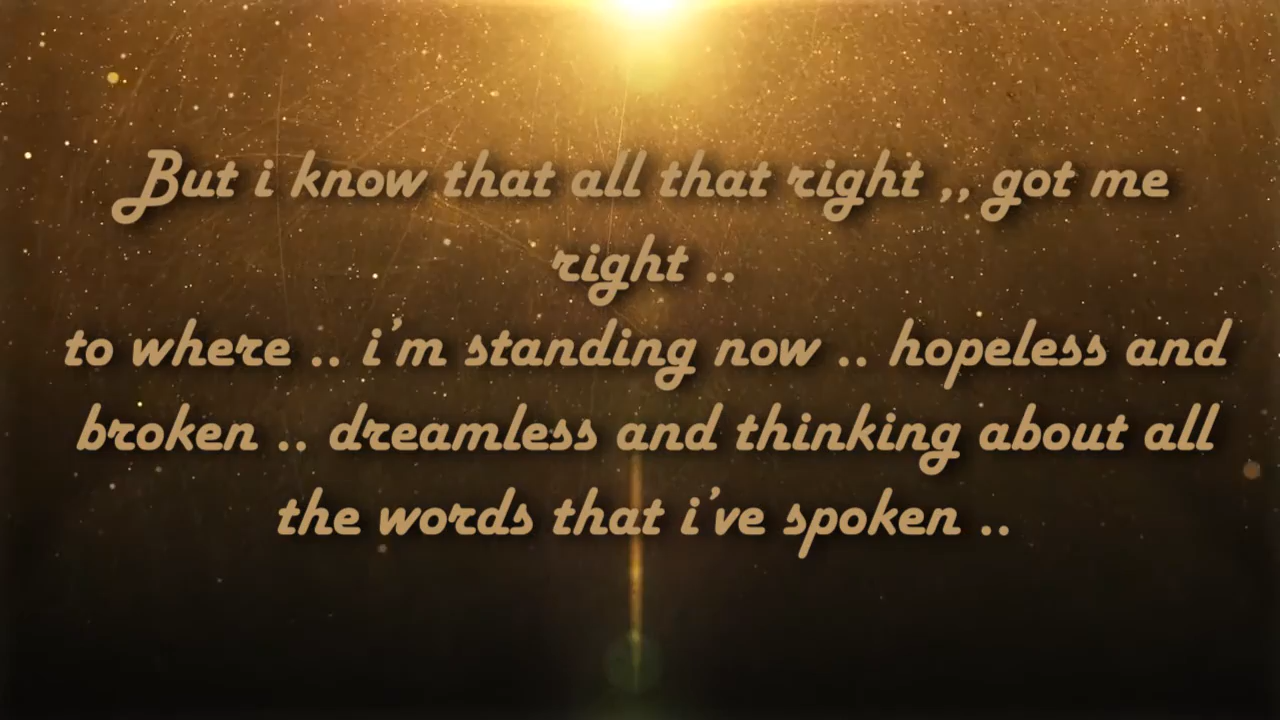 But i know that all that right ,, got me
right ..
to where .. i'm standing now .. hopeless and
broken .. dreamless and thinking about all
the words that i've spoken ..